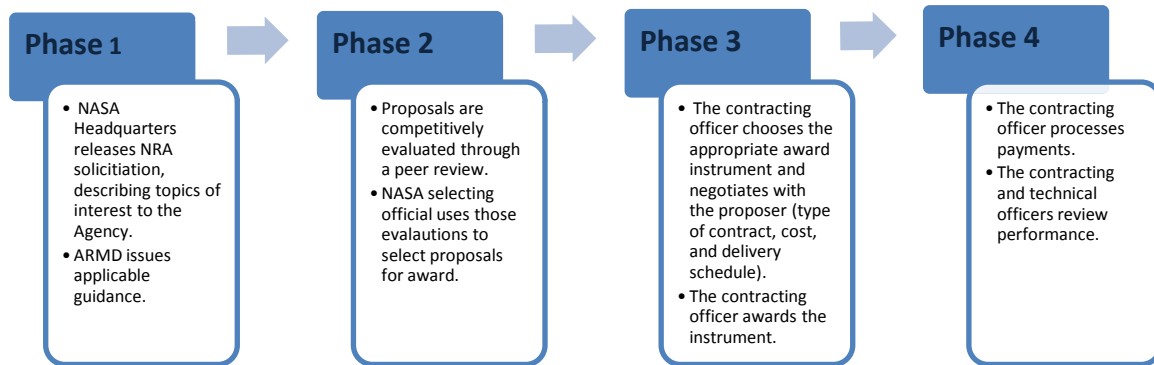 Phase 1
• NASA
Headquarters
releases NRA
solicitiation,
describing topics of
interest to the
Agency.
• ARMD issues
applicable
guidance.
Phase 2
• Proposals are
competitively
evaluated through
a peer review.
• NASA selecting
official uses those
evalautions to
select proposals
for award.
Phase 3
• The contracting
officer chooses the
appropriate award
instrument and
negotiates with
the proposer (type
of contract, cost,
and delivery
schedule).
• The contracting
officer awards the
instrument.
Phase 4
• The contracting
officer processes
payments.
• The contracting
and technical
officers review
performance.